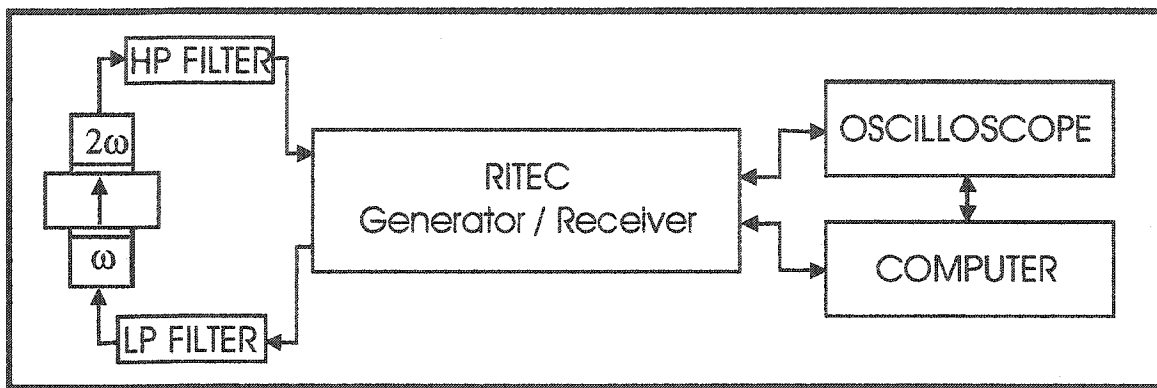 HP FILTER
2ω
ω
LP FILTER
RITEC
Generator / Receiver
OSCILLOSCOPE
COMPUTER